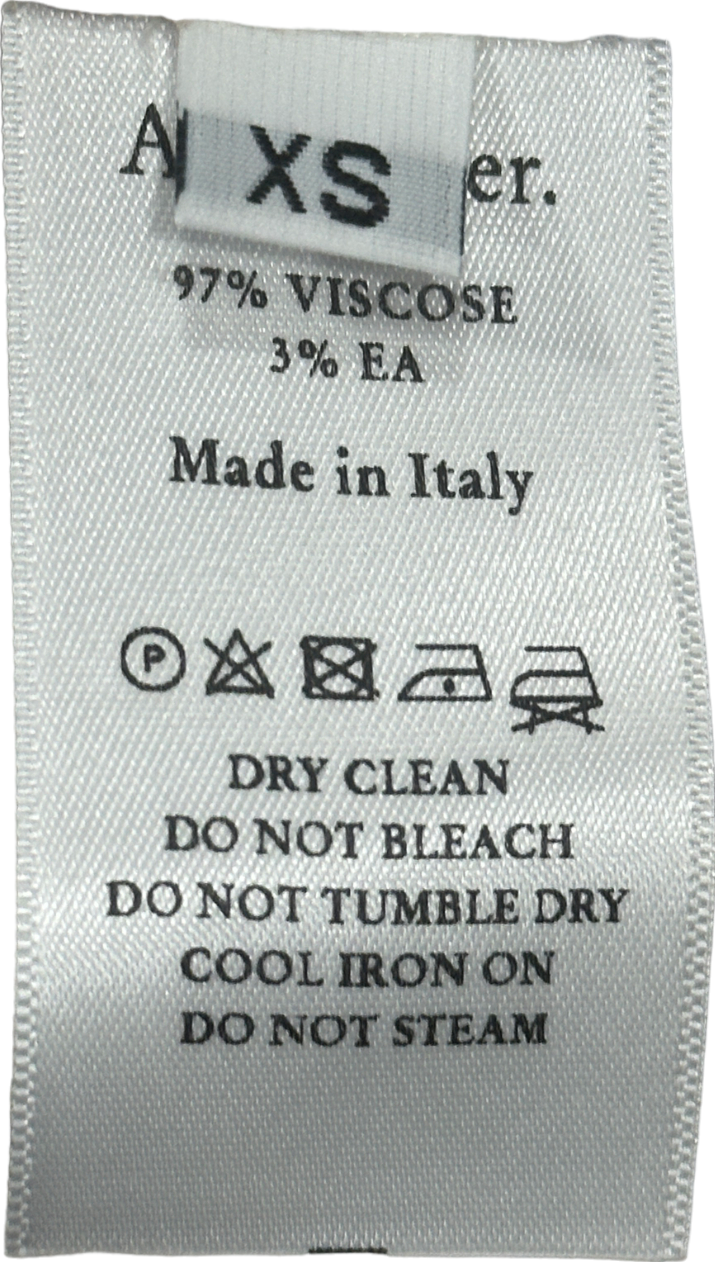 A
XS
er.
97% VISCOSE
3% EA
Made in Italy
P
DRY CLEAN
DO NOT BLEACH
DO NOT TUMBLE DRY
COOL IRON ON
DO NOT STEAM